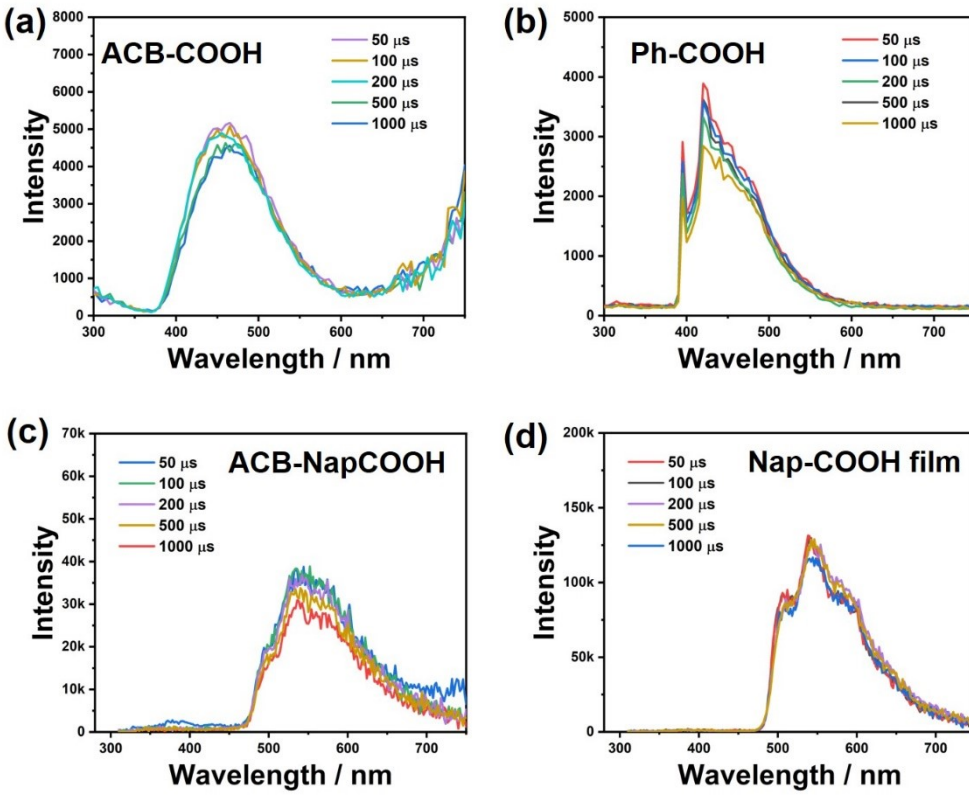 (a)
ACB-COOH
50 μs
100 μs
200 μs
500 μs
1000 μs
8000
7000
6000
5000
4000
3000
2000
1000
0
Intensity
300 400 500 600 700
Wavelength / nm
(b)
Ph-COOH
50 μs
100 μs
200 μs
500 μs
1000 μs
5000
4000
3000
2000
1000
0
Intensity
300 400 500 600 700
Wavelength / nm
(c)
ACB-NapCOOH
50 μs
100 μs
200 μs
500 μs
1000 μs
70k
60k
50k
40k
30k
20k
10k
0
Intensity
300 400 500 600 700
Wavelength / nm
(d)
Nap-COOH film
50 μs
100 μs
200 μs
500 μs
1000 μs
200k
150k
100k
50k
0
Intensity
300 400 500 600 700
Wavelength / nm